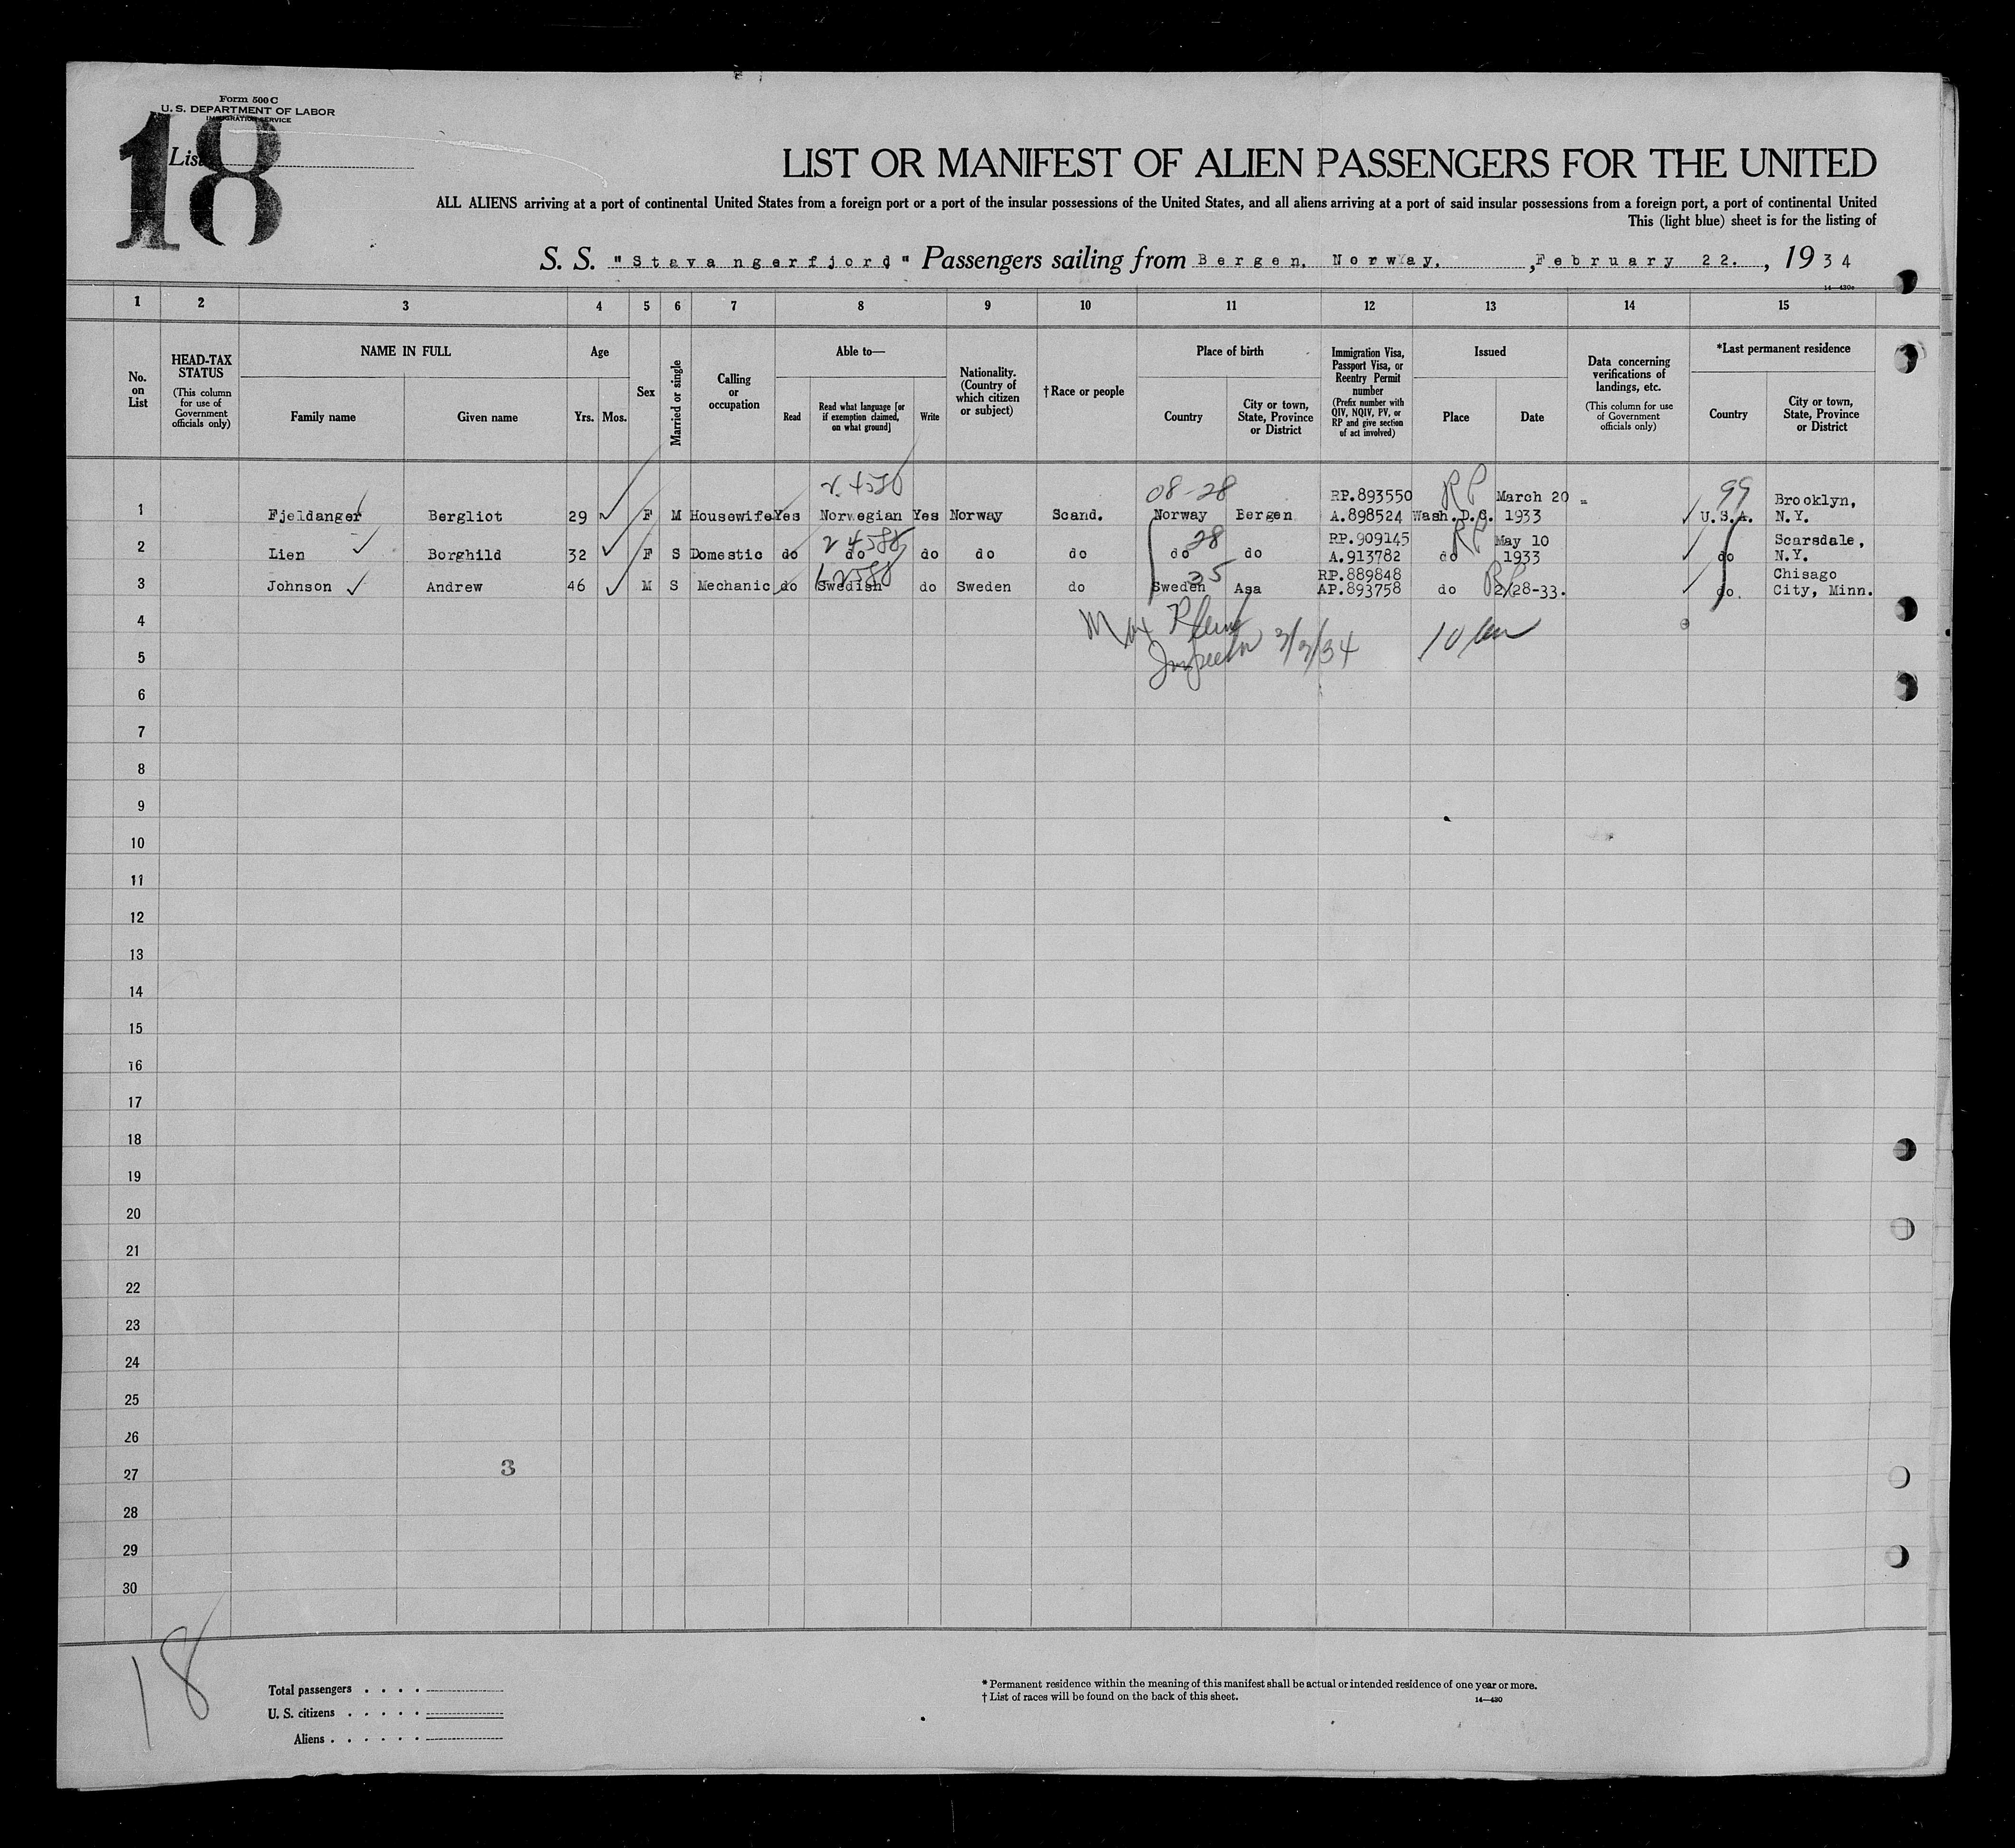 Form 500 C
U. S. DEPARTMENT OF LABOR
IMMIGRATION SERVICE
18
List
LIST OR MANIFEST OF ALIEN PASSENGERS FOR THE UNITED
ALL ALIENS arriving at a port of continental United States from a foreign port or a port of the insular possessions of the United States, and all aliens arriving at a port of said insular possessions from a foreign port, a port of continental United
This (light blue) sheet is for the listing of
S. S. "Stavangerfjord" Passengers sailing from Bergen, Norway, , February 22. , 1934
14—430a
1 2 3 4 5 6 7 8 9 10 11 12 13 14 15
No. on List
HEAD-TAX STATUS
(This column for use of Government officials only)
NAME IN FULL
Family name
Given name
Age
Yrs. Mos.
Sex
Married or single
Calling or occupation
Able to—
Read
Read what language [or if exemption claimed, on what ground]
Write
Nationality. (Country of which citizen or subject)
† Race or people
Place of birth
Country
City or town, State, Province or District
Immigration Visa, Passport Visa, or Reentry Permit number
(Prefix number with QIV, NQIV, PV, or RP and give section of act involved)
Issued
Place
Date
Data concerning verifications of landings, etc.
(This column for use of Government officials only)
*Last permanent residence
Country
City or town, State, Province or District
08-28 RP.893550 RP March 20 99 Brooklyn,
1 Fjeldanger Bergliot 29 F M Housewife Yes Norwegian Yes Norway Scand. Norway Bergen A.898524 Wash.D.C. 1933 U.S.A. N.Y.
2 4588 28 RP.909145 RP May 10 Scarsdale,
2 Lien Borghild 32 F S Domestic do do do do do do do A.913782 do 1933 do N.Y.
RP.889848 RP Chisago
3 Johnson Andrew 46 M S Mechanic do Swedish do Sweden do Sweden Asa AP.893758 do 2/28-33. do. City, Minn.
4
Inspector 3/3/34
5
6
7
8
9
10
11
12
13
14
15
16
17
18
19
20
21
22
23
24
25
26
27 3
28
29
30
18
Total passengers . . . .
U. S. citizens . . . . .
Aliens . . . . . .
* Permanent residence within the meaning of this manifest shall be actual or intended residence of one year or more.
† List of races will be found on the back of this sheet.
14—430